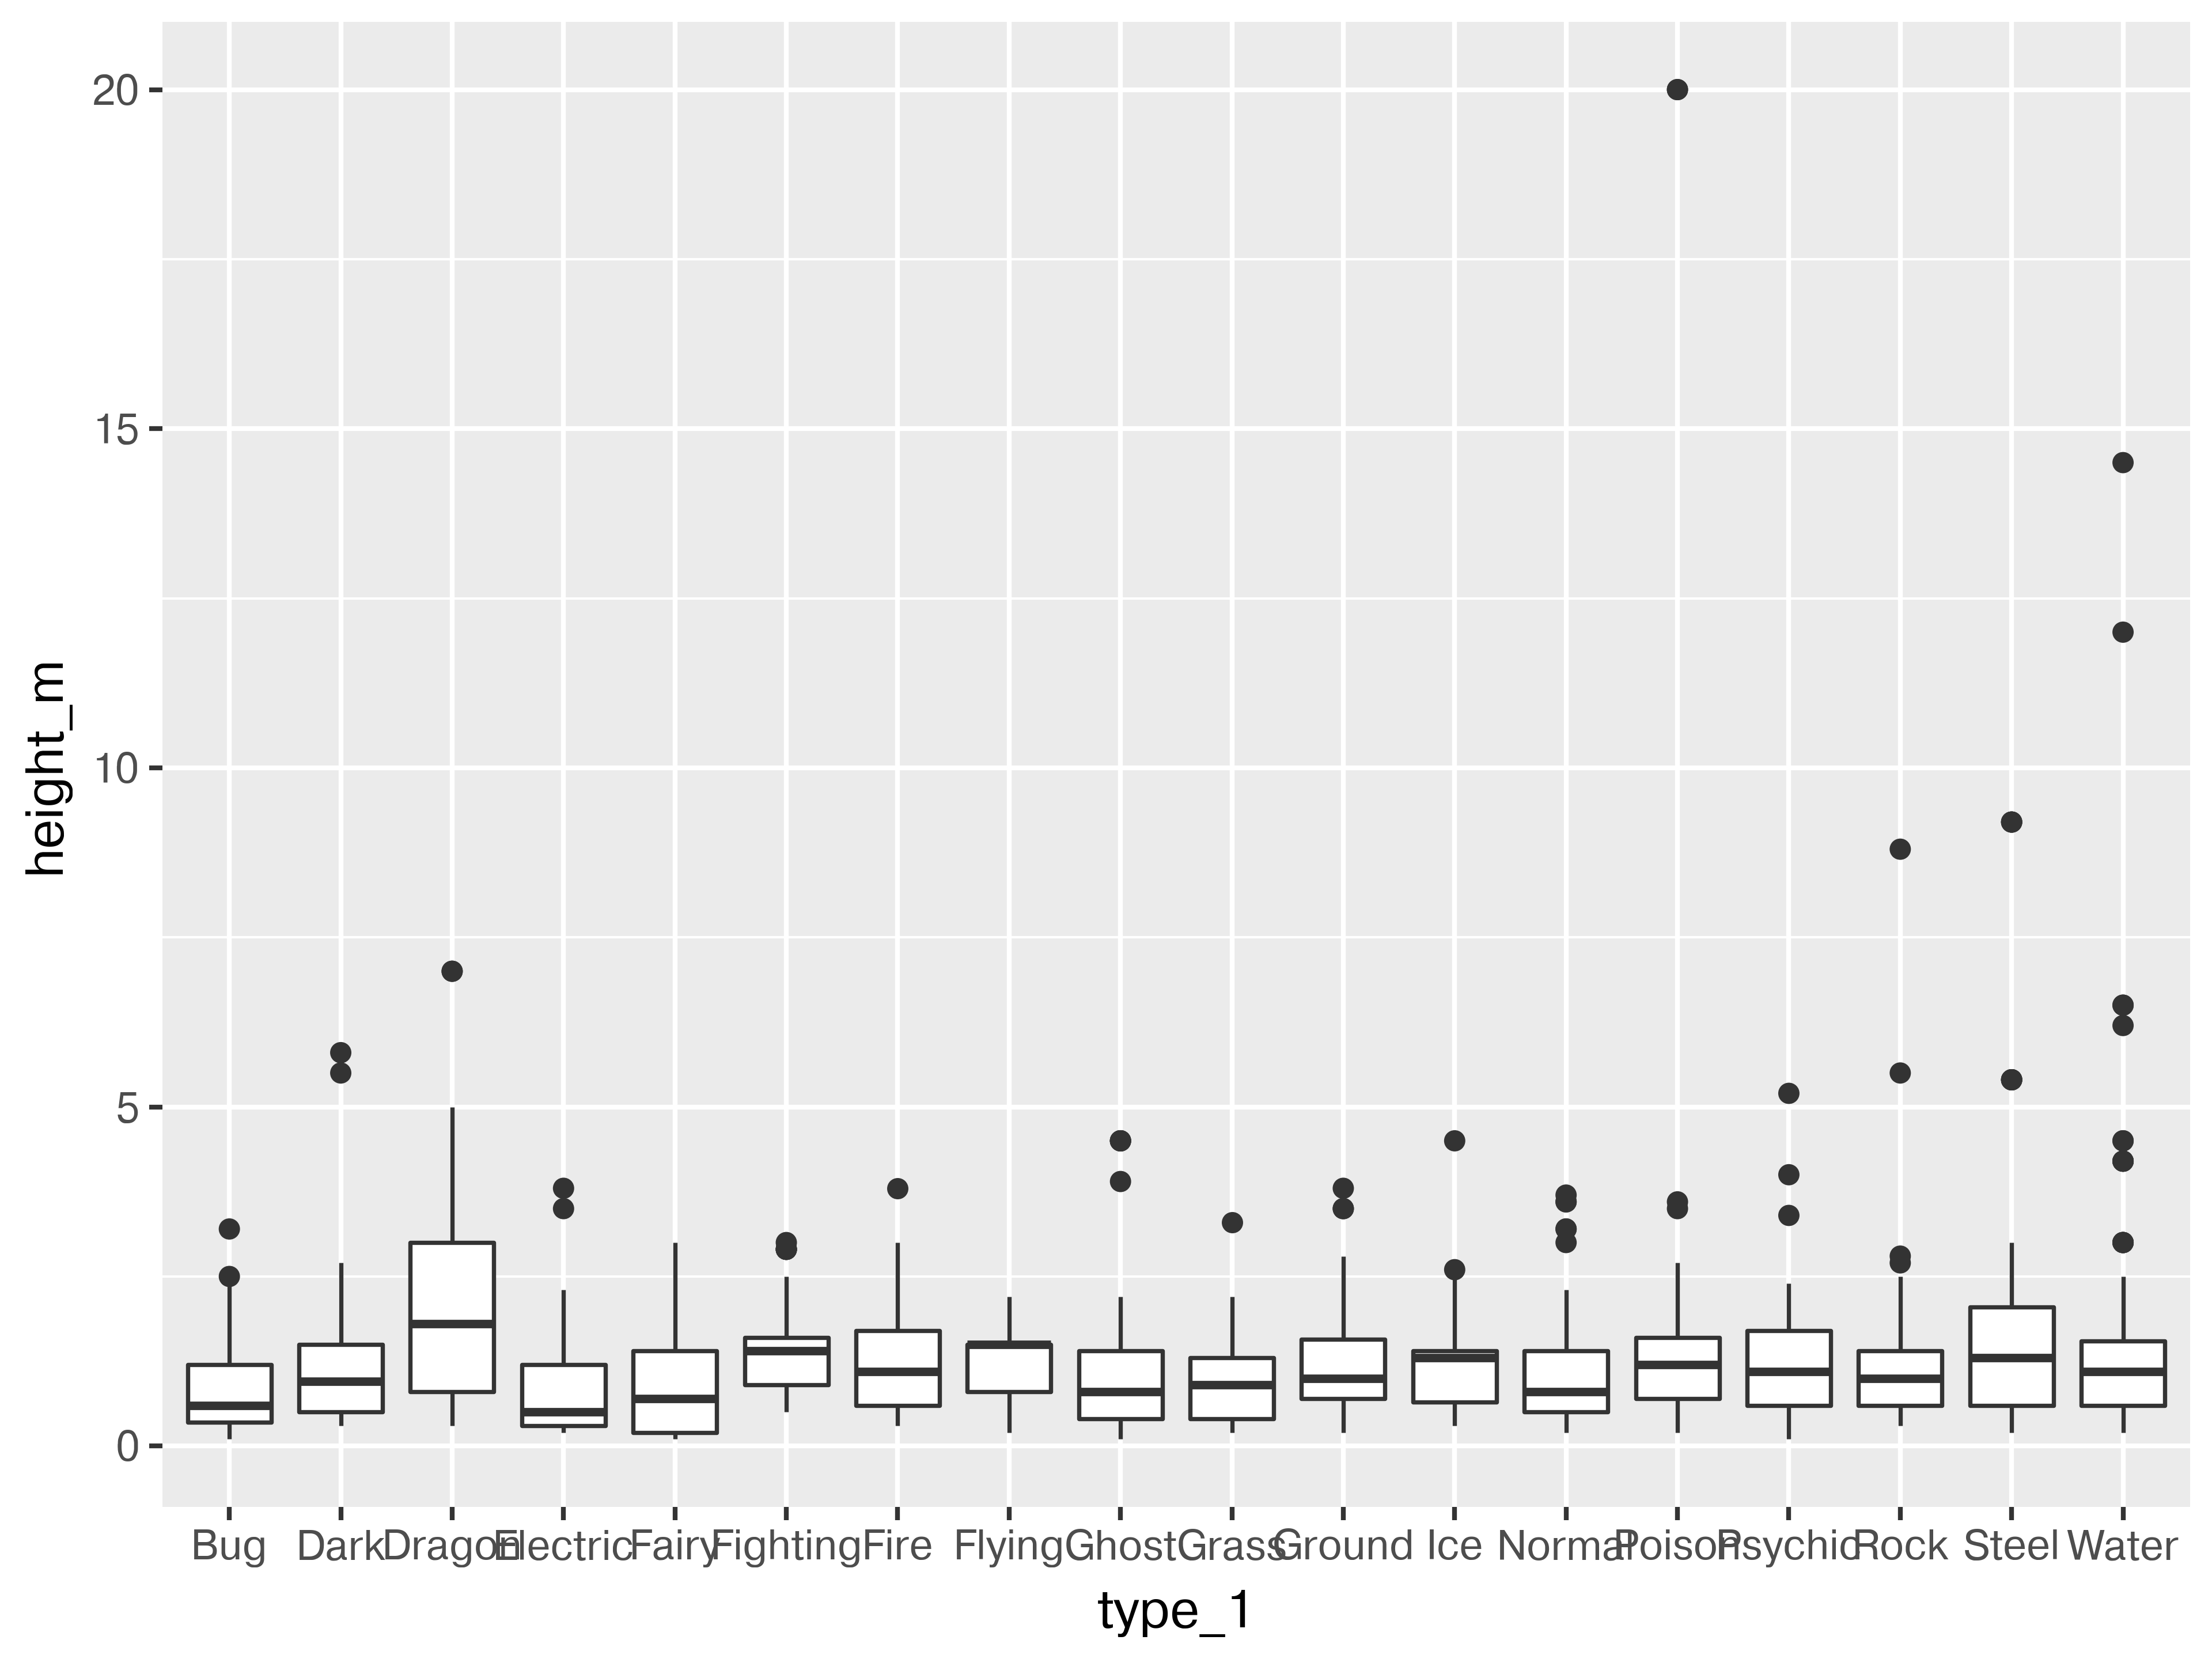 20
15
10
5
0
height_m
Bug Dark Dragon Electric Fairy Fighting Fire Flying Ghost Grass Ground Ice Normal Poison Psychic Rock Steel Water
type_1